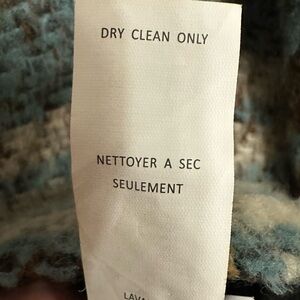 DRY CLEAN ONLY
NETTOYER A SEC
SEULEMENT